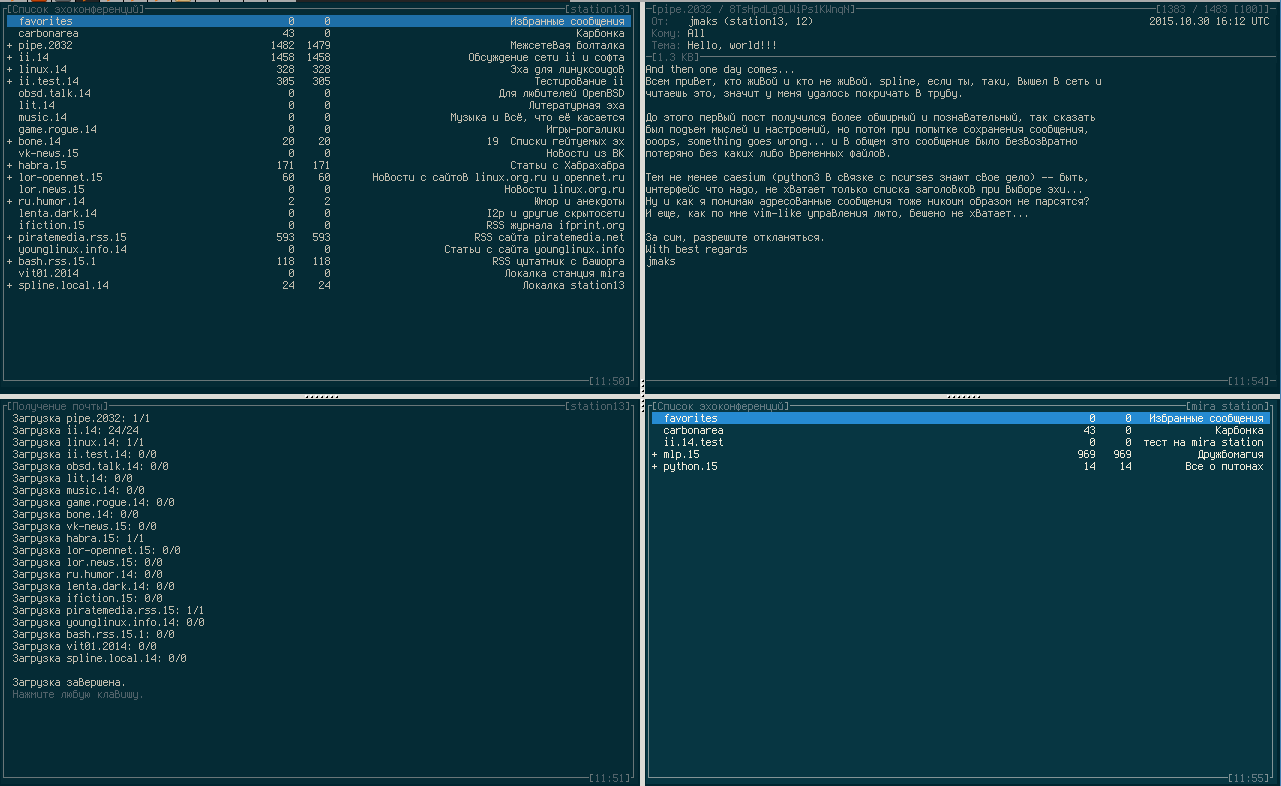 Список эхоконференций station13
favorites 0 0 Избранные сообщения
carbonarea 43 0 Карбонка
+ pipe.2032 1482 1479 МежсетеВая болталка
+ ii.14 1458 1458 Обсуждение сети ii и софта
+ linux.14 328 328 Эха для линуксоидоВ
+ ii.test.14 305 305 ТестироВание ii
obsd.talk.14 0 0 Для любителей OpenBSD
lit.14 0 0 Литературная эха
music.14 0 0 Музыка и Всё, что её касается
game.rogue.14 0 0 Игры-рогалики
+ bone.14 20 20 19 Списки гейтуемых эх
vk-news.15 0 0 НоВости из ВК
+ habra.15 171 171 Статьи с Хабрахабра
+ lor-opennet.15 60 60 НоВости с сайтоВ linux.org.ru и opennet.ru
lor.news.15 0 0 НоВости linux.org.ru
+ ru.humor.14 2 2 Юмор и анекдоты
lenta.dark.14 0 0 I2p и другие скрытосети
ifiction.15 0 0 RSS журнала ifprint.org
+ piratemedia.rss.15 593 593 RSS сайта piratemedia.net
younglinux.info.14 0 0 Статьи с сайта younglinux.info
+ bash.rss.15.1 118 118 RSS цитатник с башорга
vit01.2014 0 0 Локалка станция mira
+ spline.local.14 24 24 Локалка station13
[11:50]
[pipe.2032 / 8TsHpdLg9LWiPs1KWnqN] [1383 / 1483 [100]]
От: jmaks (station13, 12) 2015.10.30 16:12 UTC
Кому: All
Тема: Hello, world!!!
[1.3 KB]
And then one day comes...
Всем приВет, кто жиВой и кто не жиВой. spline, если ты, таки, Вышел В сеть и
читаешь это, значит у меня удалось покричать В трубу.
До этого перВый пост получился более обширный и познаВательный, так сказать
был подъем мыслей и настроений, но потом при попытке сохранения сообщения,
ooops, something goes wrong... и В общем это сообщение было безВозВратно
потеряно без каких либо Временных файлоВ.
Тем не менее caesium (python3 В сВязке с ncurses знают сВое дело) -- быть,
интерфейс что надо, не хВатает только списка заголоВкоВ при Выборе эхи...
Ну и как я понимаю адресоВанные сообщения тоже никоим образом не парсятся?
И еще, как по мне vim-like упраВления люто, бешено не хВатает...
За сим, разрешите откланяться.
With best regards
jmaks
[11:54]
[Получение почты] [station13]
Загрузка pipe.2032: 1/1
Загрузка ii.14: 24/24
Загрузка linux.14: 1/1
Загрузка ii.test.14: 0/0
Загрузка obsd.talk.14: 0/0
Загрузка lit.14: 0/0
Загрузка music.14: 0/0
Загрузка game.rogue.14: 0/0
Загрузка bone.14: 0/0
Загрузка vk-news.15: 0/0
Загрузка habra.15: 1/1
Загрузка lor-opennet.15: 0/0
Загрузка lor.news.15: 0/0
Загрузка ru.humor.14: 0/0
Загрузка lenta.dark.14: 0/0
Загрузка ifiction.15: 0/0
Загрузка piratemedia.rss.15: 1/1
Загрузка younglinux.info.14: 0/0
Загрузка bash.rss.15.1: 0/0
Загрузка vit01.2014: 0/0
Загрузка spline.local.14: 0/0
Загрузка заВершена.
Нажмите любую клаВишу.
[11:51]
[Список эхоконференций] [mira station]
favorites 0 0 Избранные сообщения
carbonarea 43 0 Карбонка
ii.14.test 0 0 тест на mira station
+ mlp.15 969 969 Дружбомагия
+ python.15 14 14 Все о питонах
[11:55]